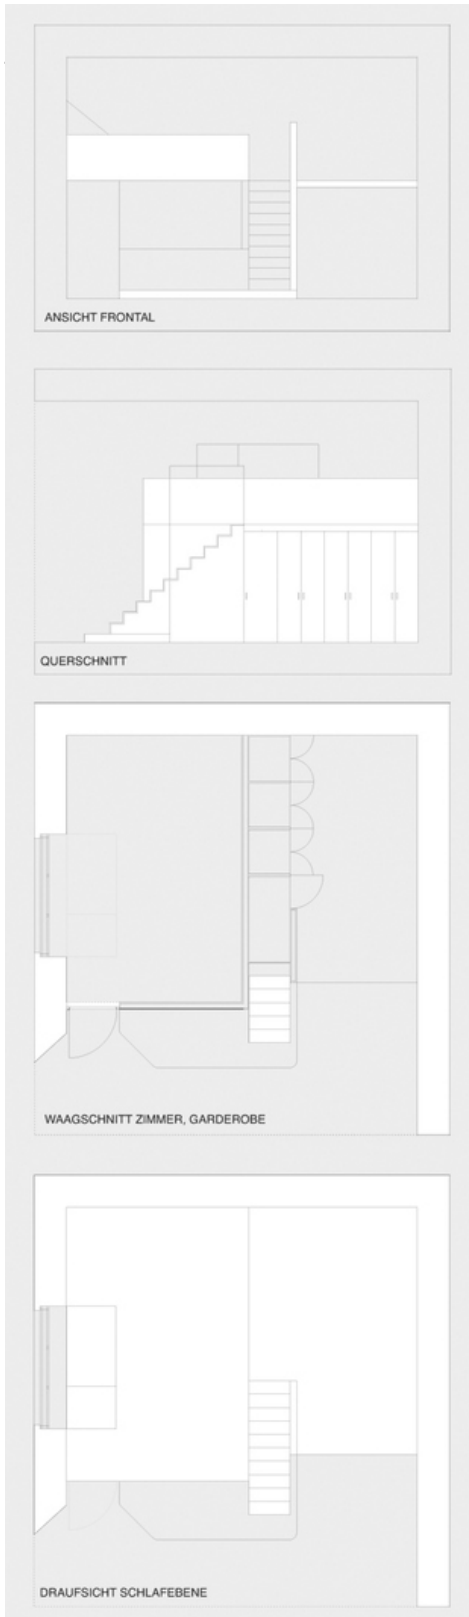 ANSICHT FRONTAL
QUERSCHNITT
WAAGSCHNITT ZIMMER, GARDEROBE
DRAUFSICHT SCHLAFEBENE